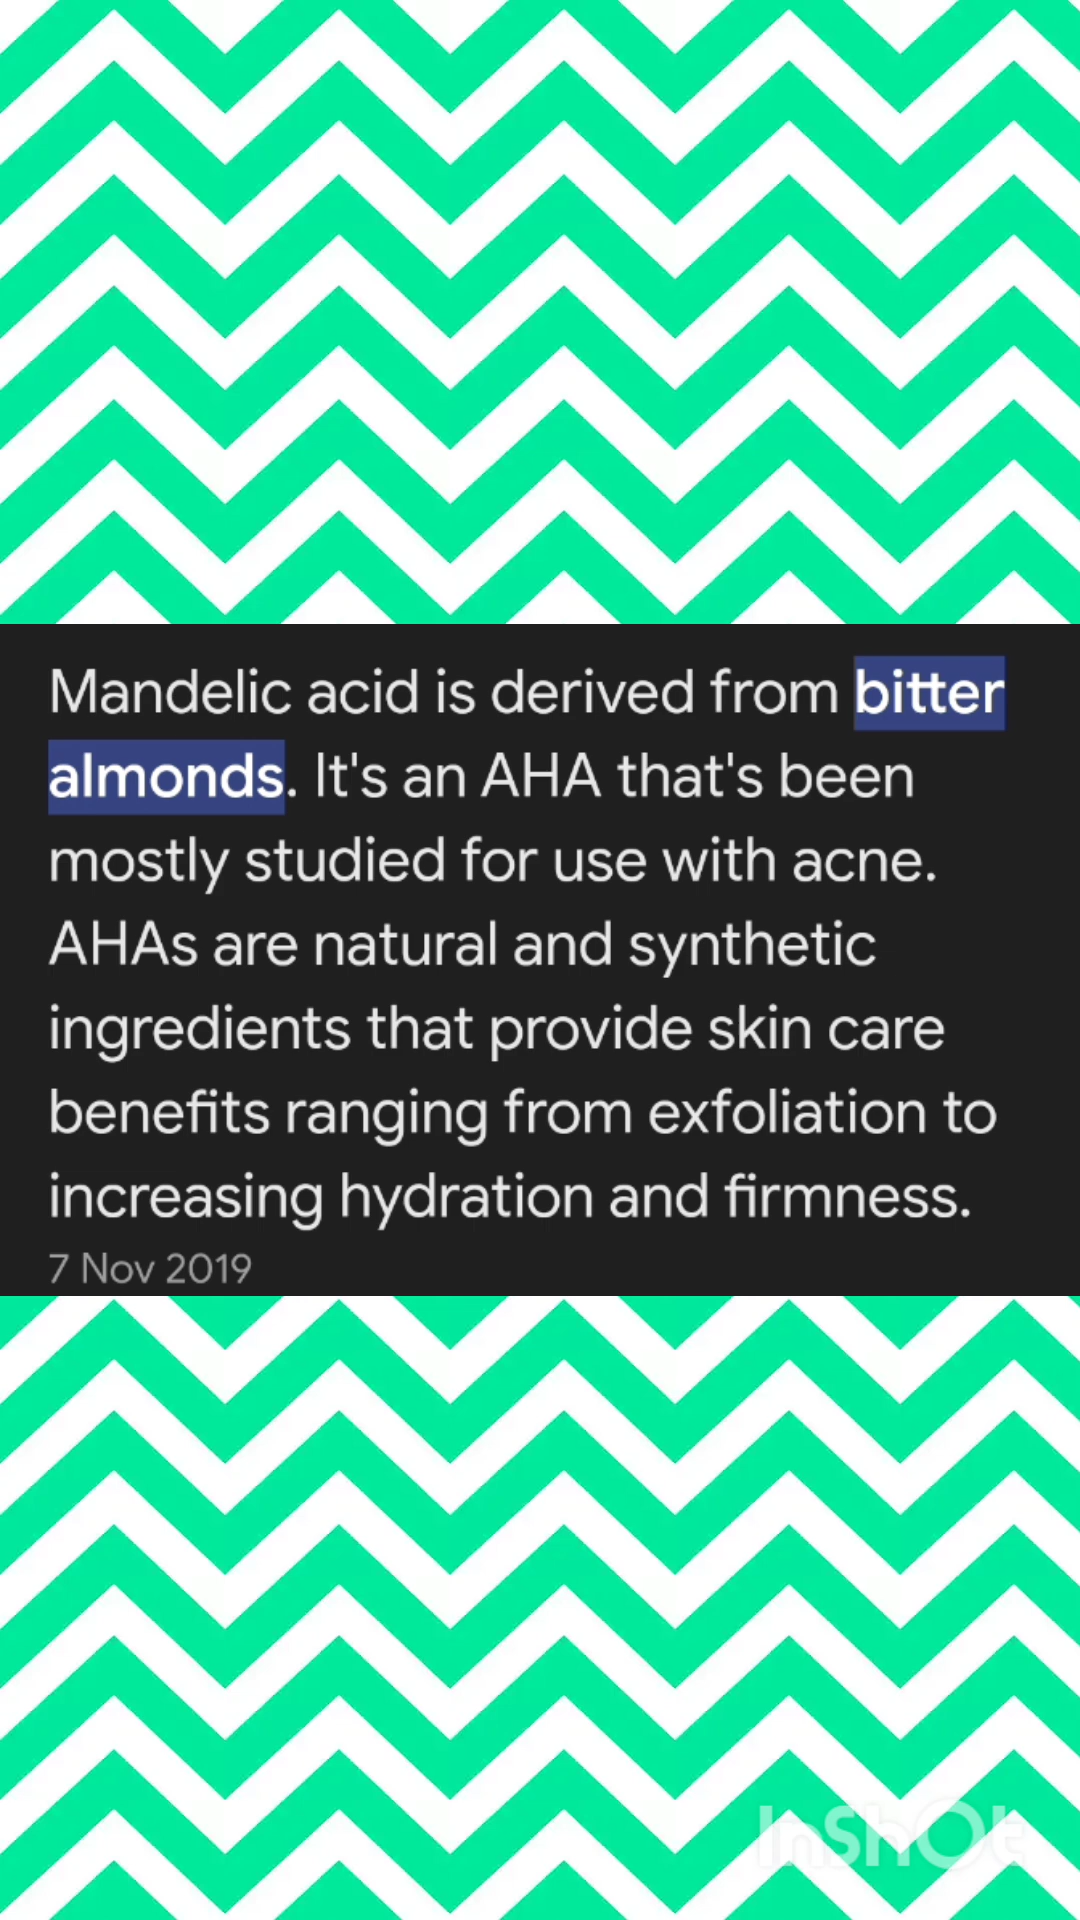 Mandelic acid is derived from bitter
almonds. It's an AHA that's been
mostly studied for use with acne.
AHAs are natural and synthetic
ingredients that provide skin care
benefits ranging from exfoliation to
increasing hydration and firmness.
7 Nov 2019
InShOt